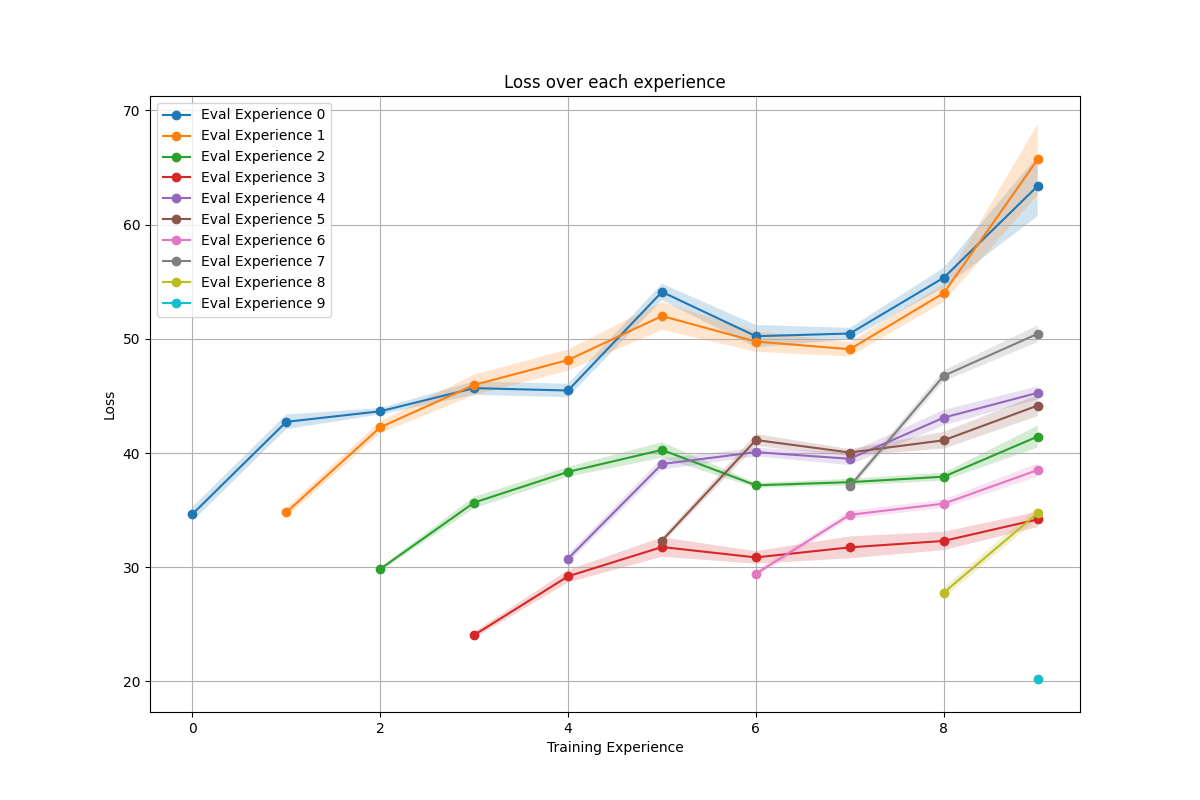 Loss over each experience
70
60
50
40
30
20
Loss
Eval Experience 0
Eval Experience 1
Eval Experience 2
Eval Experience 3
Eval Experience 4
Eval Experience 5
Eval Experience 6
Eval Experience 7
Eval Experience 8
Eval Experience 9
0 2 4 6 8
Training Experience